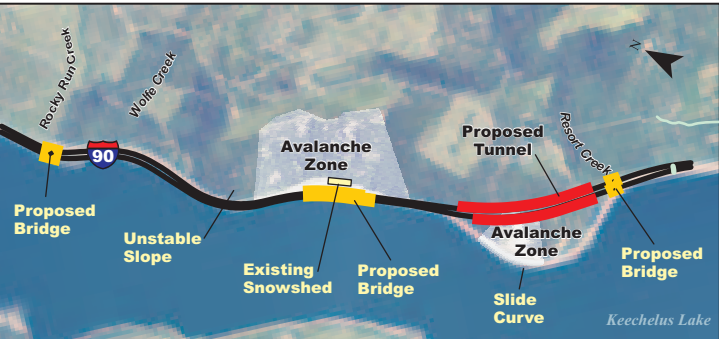 Rocky Run Creek
Wolfe Creek
N
90
Avalanche
Zone
Proposed
Tunnel
Resort Creek
Proposed
Bridge
Unstable
Slope
Existing
Snowshed
Proposed
Bridge
Avalanche
Zone
Slide
Curve
Proposed
Bridge
Keechelus Lake